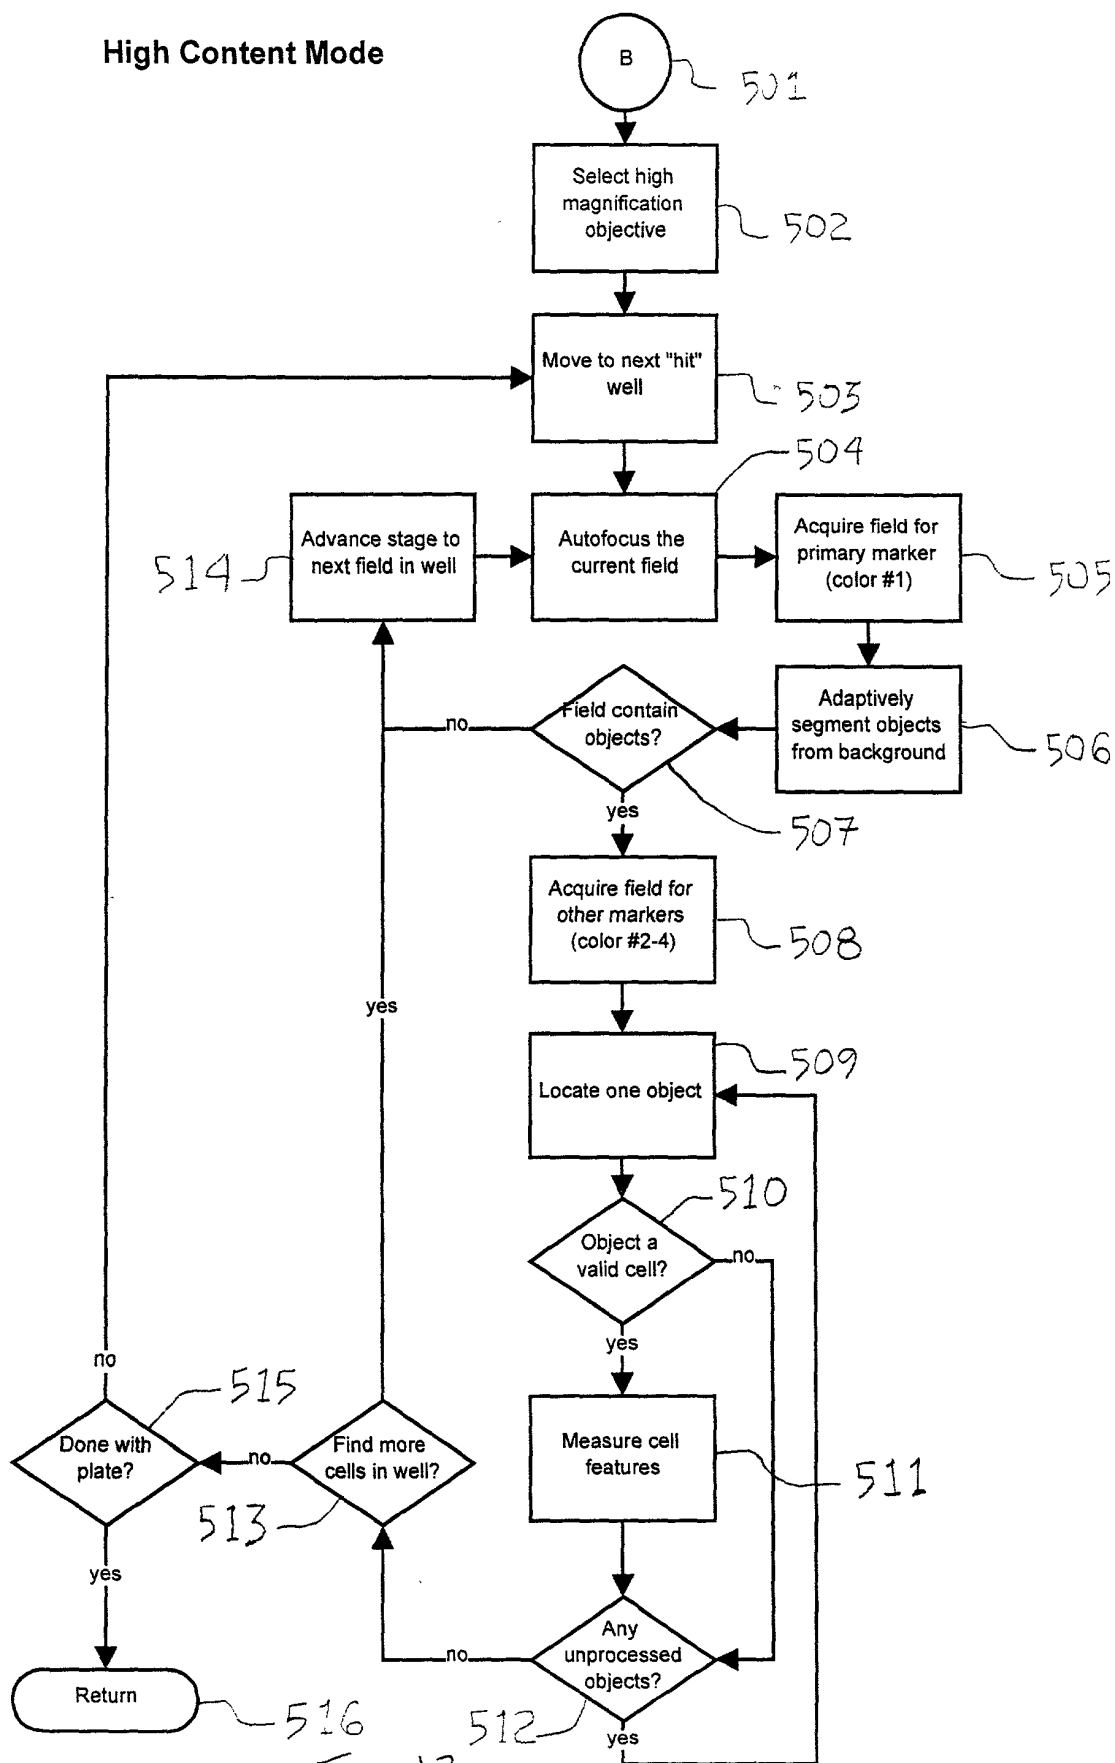 High Content Mode
B
501
Select high
magnification
objective
502
Move to next "hit"
well
503
504
Advance stage to
next field in well
514
Autofocus the
current field
Acquire field for
primary marker
(color #1)
505
Field contain
objects?
no
Adaptively
segment objects
from background
506
507
yes
Acquire field for
other markers
(color #2-4)
508
yes
Locate one object
509
510
Object a
valid cell?
no
yes
no
515
Done with
plate?
no
Find more
cells in well?
513
Measure cell
features
511
yes
Any
unprocessed
objects?
no
512
yes
Return
516